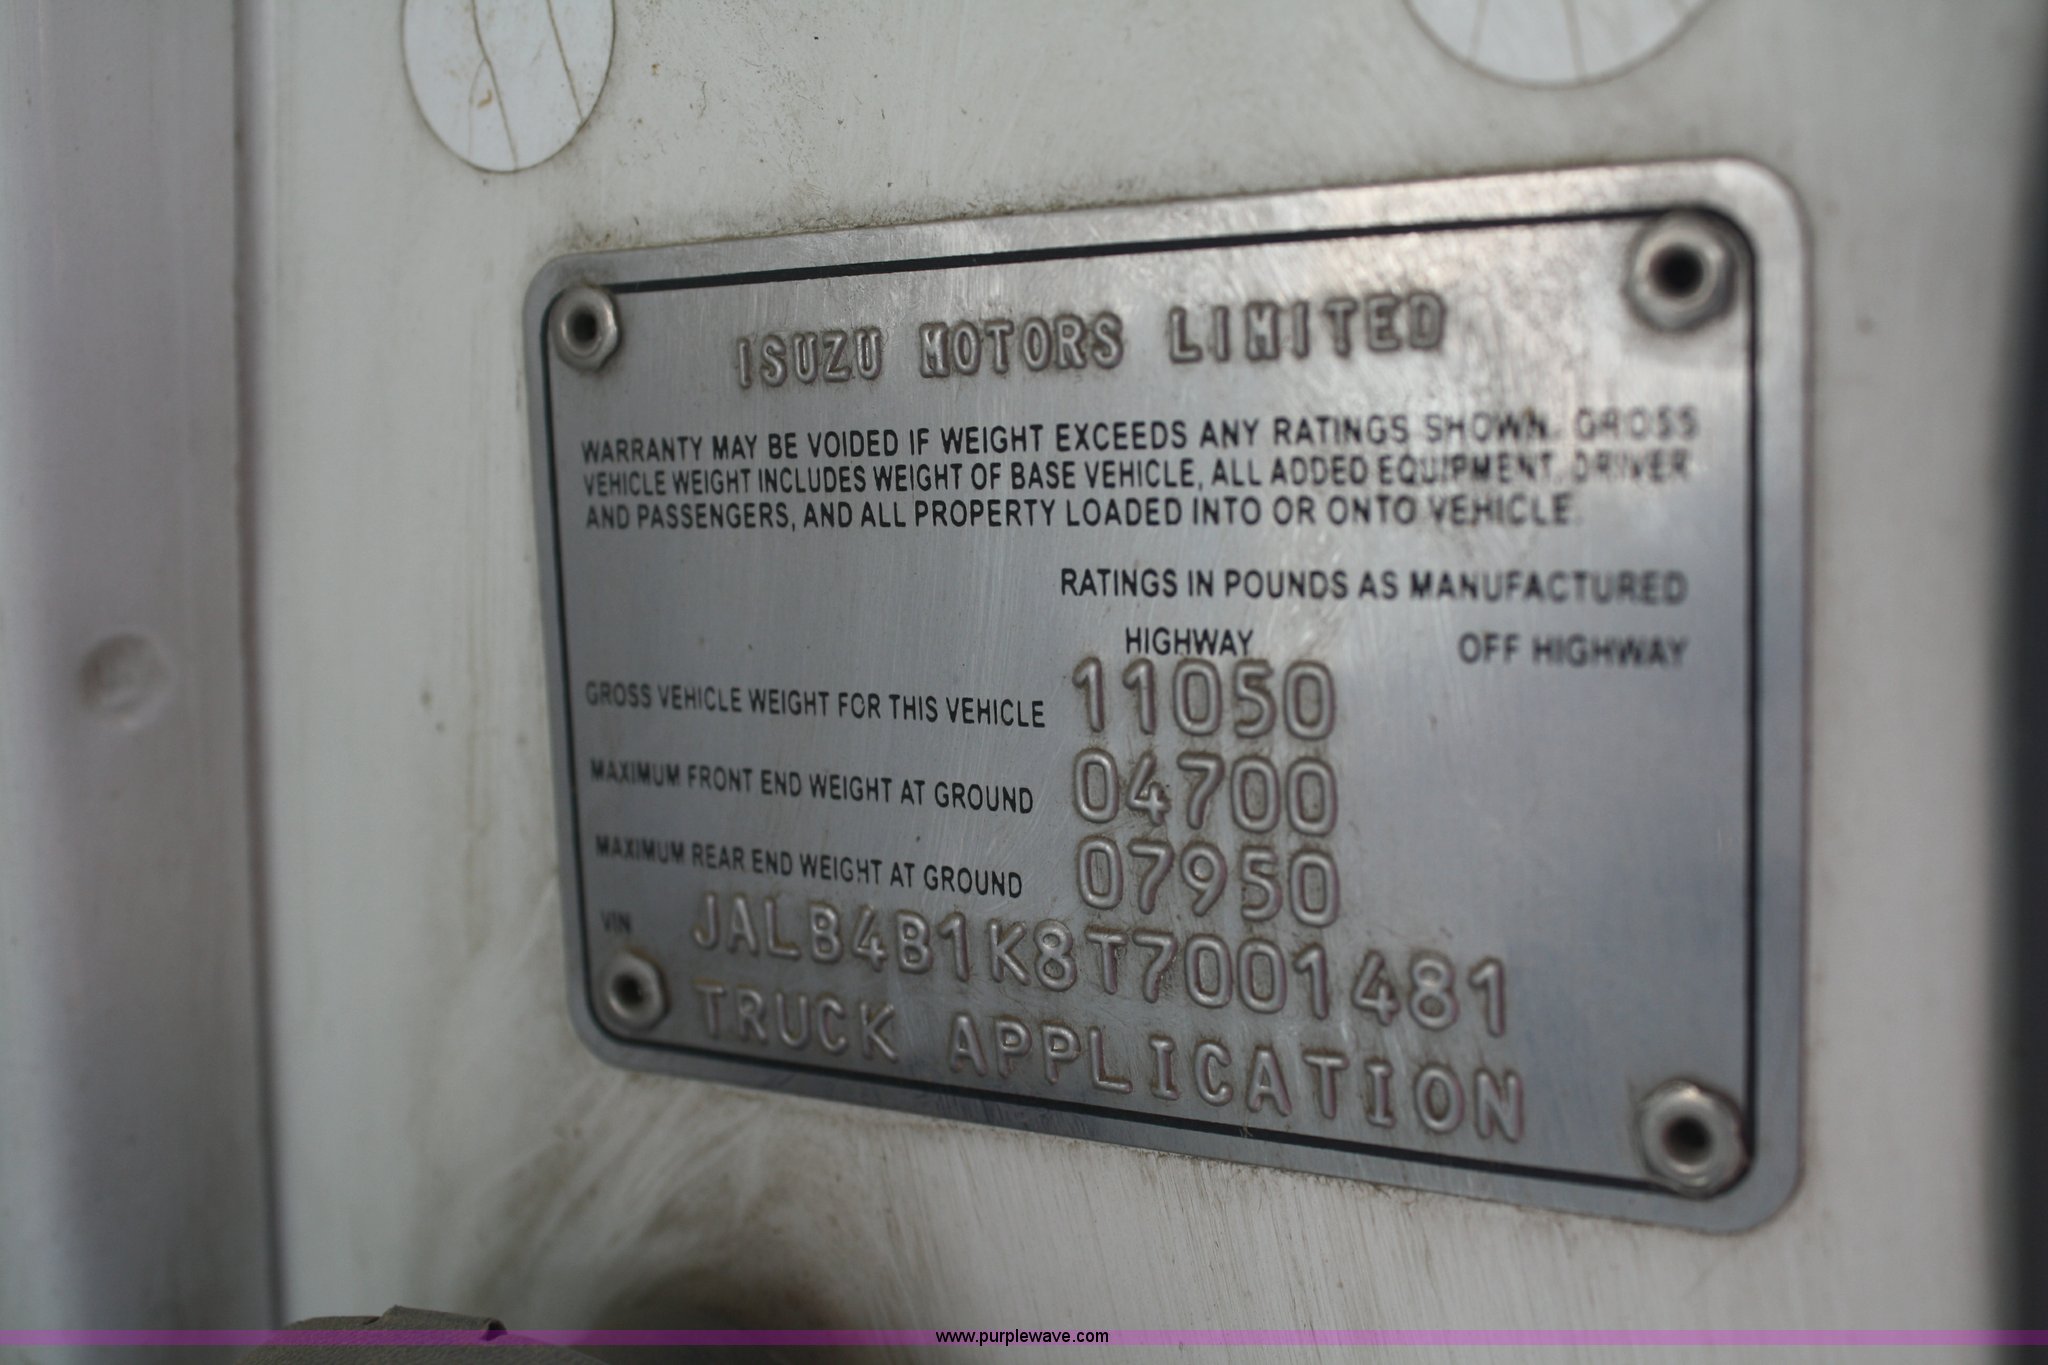 ISUZU MOTORS LIMITED
WARRANTY MAY BE VOIDED IF WEIGHT EXCEEDS ANY RATINGS SHOWN. GROSS
VEHICLE WEIGHT INCLUDES WEIGHT OF BASE VEHICLE, ALL ADDED EQUIPMENT, DRIVER
AND PASSENGERS, AND ALL PROPERTY LOADED INTO OR ONTO VEHICLE.
RATINGS IN POUNDS AS MANUFACTURED
HIGHWAY OFF HIGHWAY
GROSS VEHICLE WEIGHT FOR THIS VEHICLE 11050
MAXIMUM FRONT END WEIGHT AT GROUND 04700
MAXIMUM REAR END WEIGHT AT GROUND 07950
VIN JALB4B1K8T7001481
TRUCK APPLICATION
www.purplewave.com